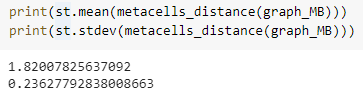 print(st.mean(metacells_distance(graph_MB)))
print(st.stdev(metacells_distance(graph_MB)))
1.82007825637092
0.23627792838008663